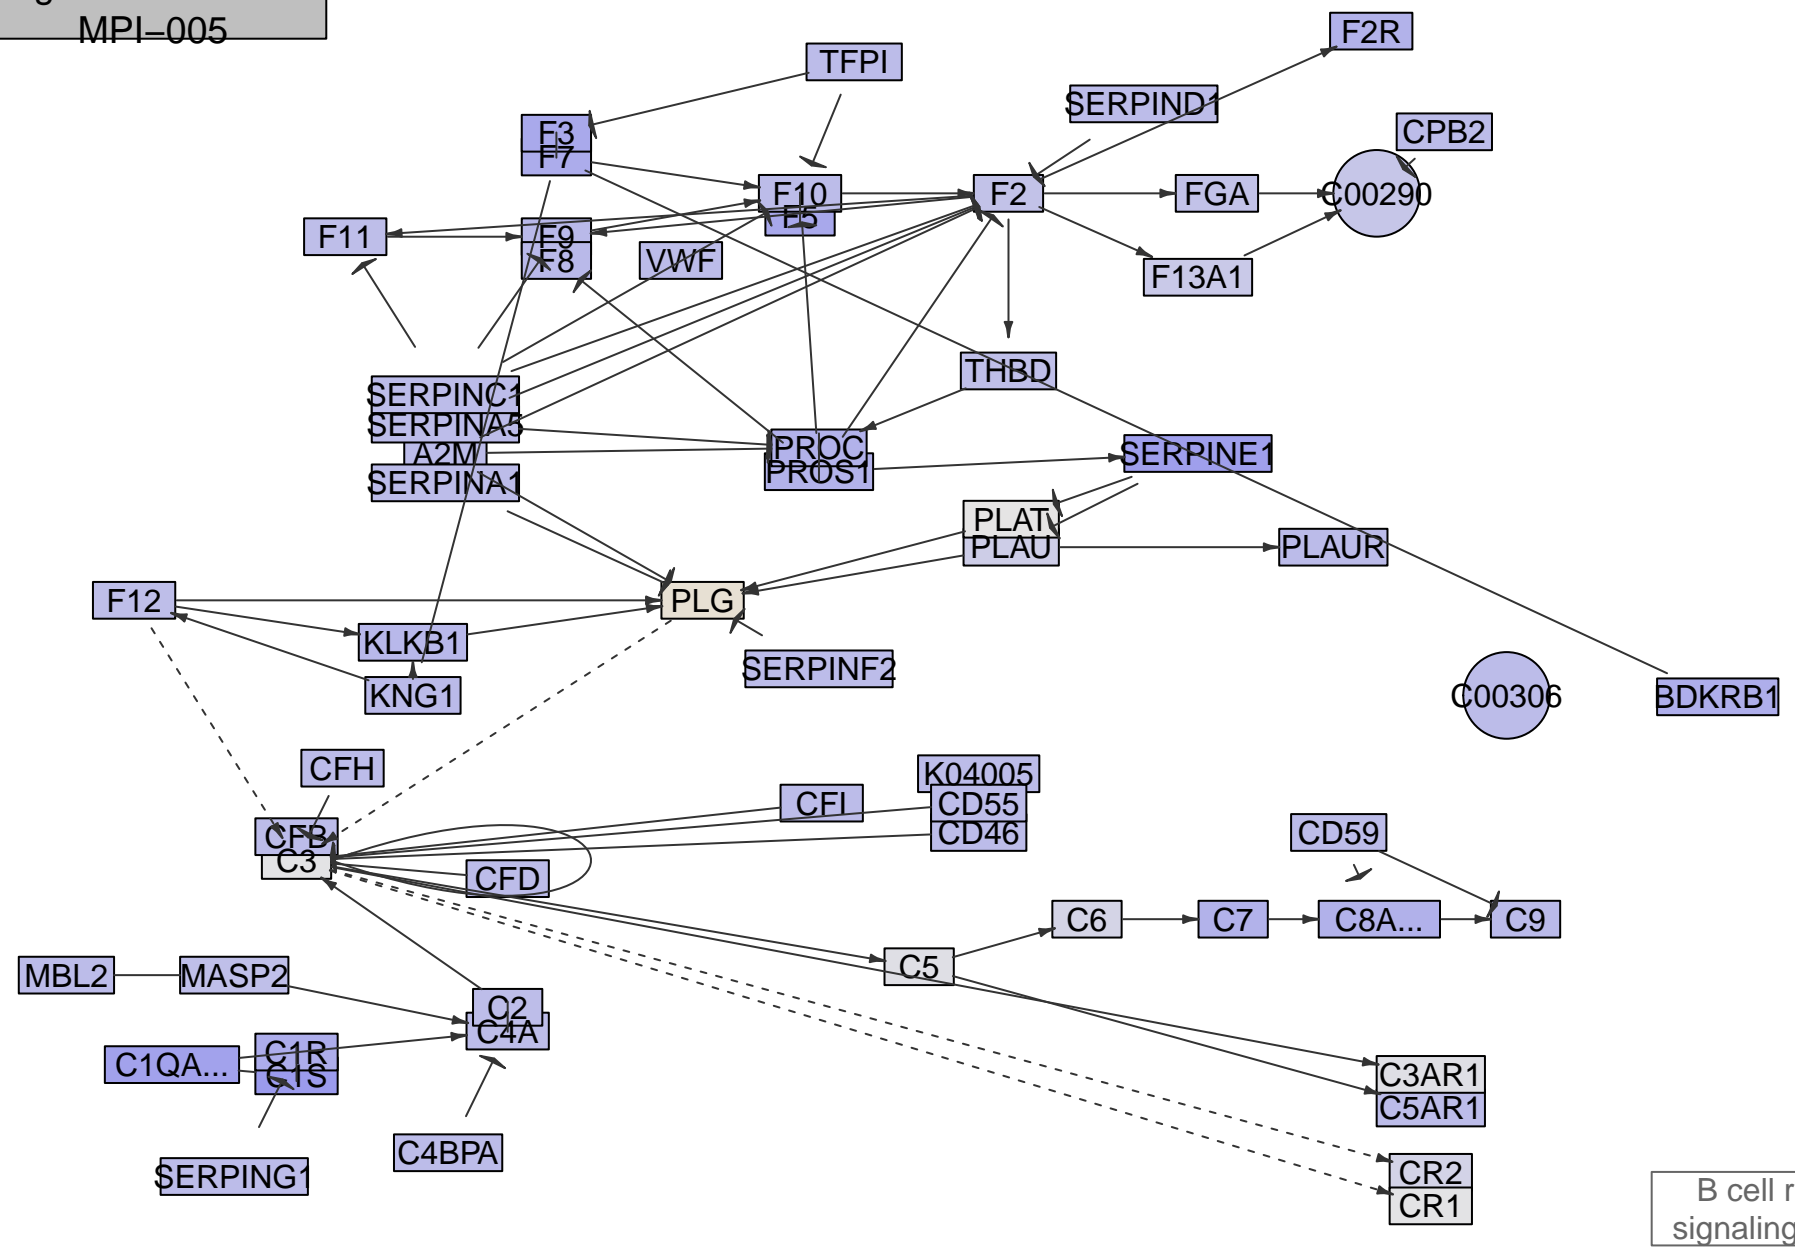 MPI−005
F2R
TFPI
SERPIND1
CPB2
F3
F7
F10
F5
F2
FGA
C00290
F11
F9
F8
VWF
F13A1
THBD
SERPINC1
SERPINA5
A2M
SERPINA1
PROC
PROS1
SERPINE1
PLAT
PLAU
PLAUR
F12
PLG
KLKB1
KNG1
SERPINF2
C00306
BDKRB1
CFH
K04005
CFI
CD55
CD46
CD59
CFB
C3
CFD
C6
C7
C8A...
C9
C5
MBL2
MASP2
C2
C4A
C1QA...
C1R
C1S
C3AR1
C5AR1
C4BPA
SERPING1
CR2
CR1
B cell r
signaling